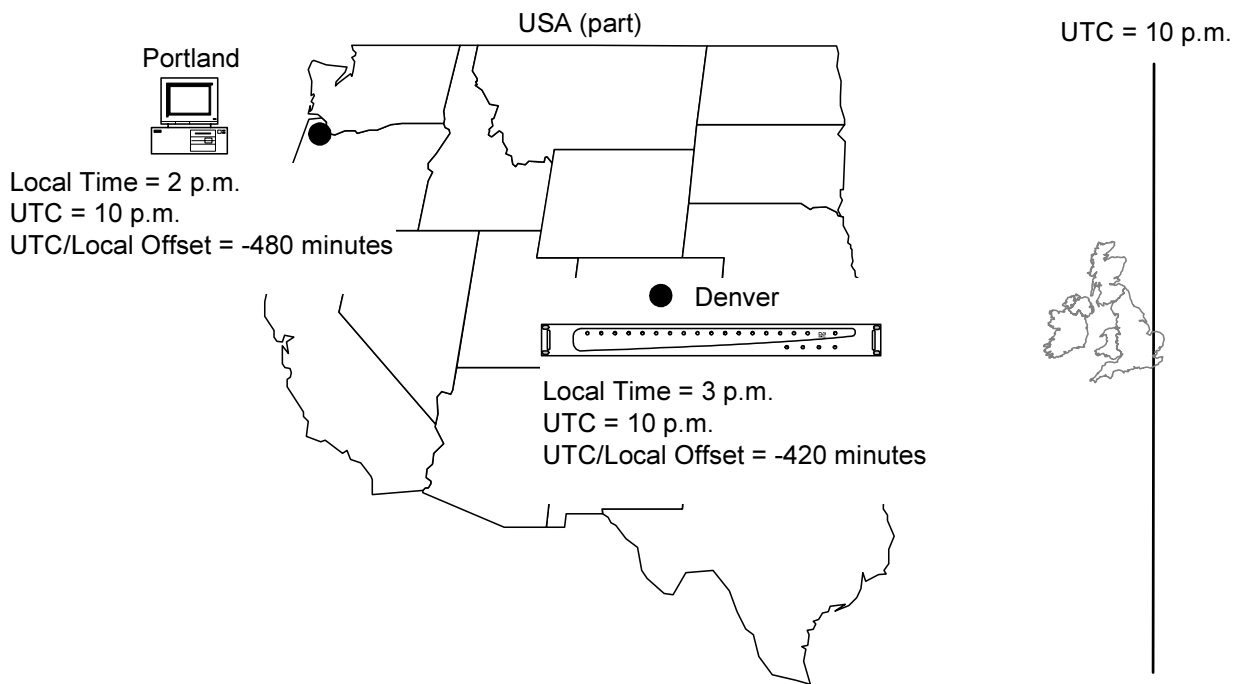 USA (part)
UTC = 10 p.m.
Portland
Local Time = 2 p.m.
UTC = 10 p.m.
UTC/Local Offset = -480 minutes
Denver
Local Time = 3 p.m.
UTC = 10 p.m.
UTC/Local Offset = -420 minutes